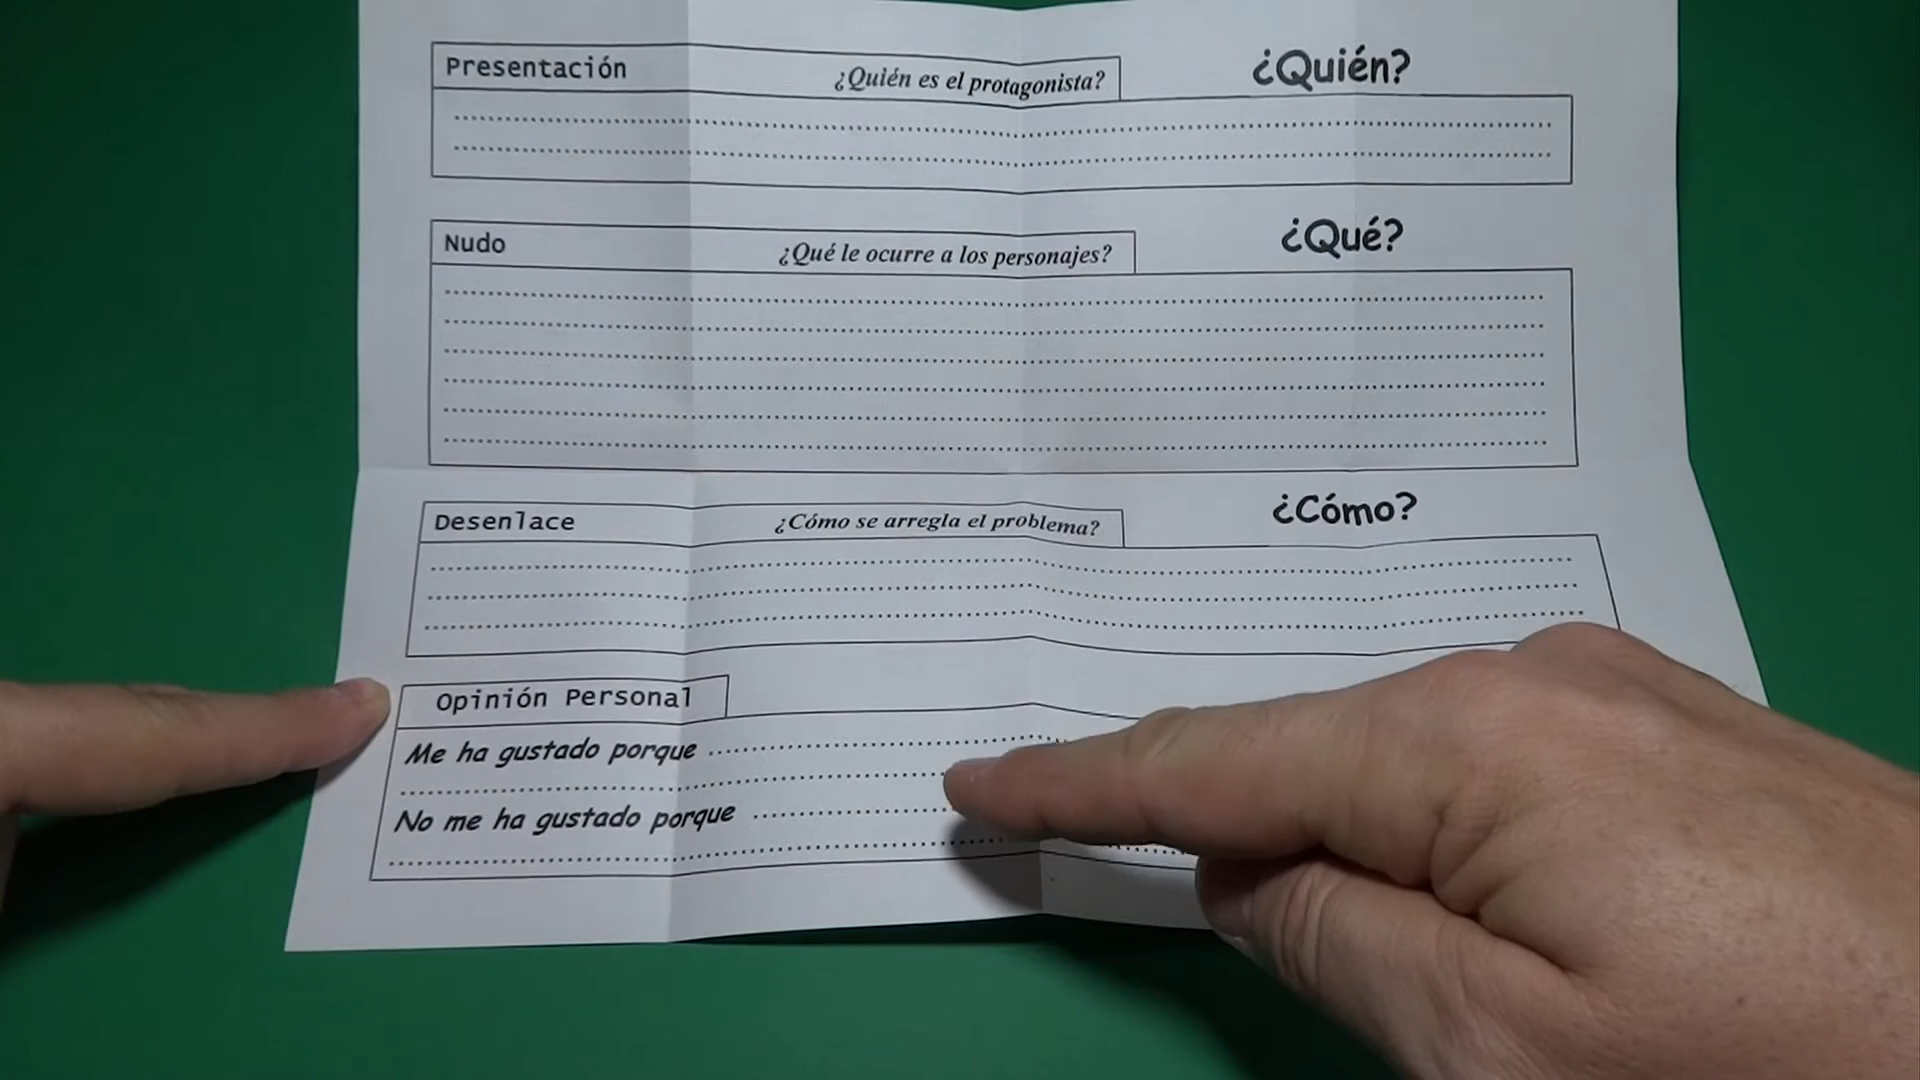 Presentación ¿Quién es el protagonista? ¿Quién?
Nudo ¿Qué le ocurre a los personajes? ¿Qué?
Desenlace ¿Cómo se arregla el problema? ¿Cómo?
Opinión Personal
Me ha gustado porque
No me ha gustado porque